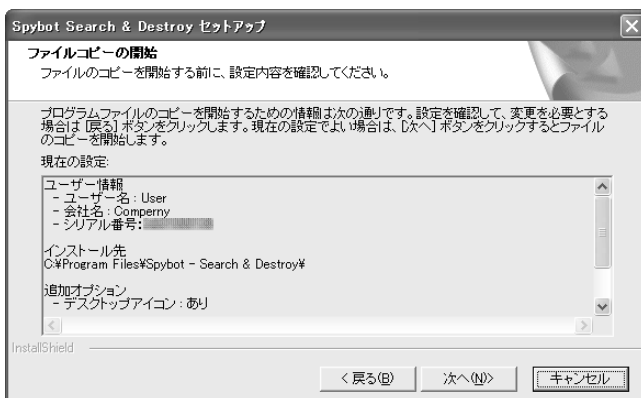 Spybot Search & Destroy セットアップ
ファイルコピーの開始
ファイルのコピーを開始する前に、設定内容を確認してください。
プログラムファイルのコピーを開始するための情報は次の通りです。設定を確認して、変更を必要とする
場合は [戻る] ボタンをクリックします。現在の設定でよい場合は、[次へ] ボタンをクリックするとファイル
のコピーを開始します。
現在の設定:
ユーザー情報
- ユーザー名 : User
- 会社名 : Comperny
- シリアル番号:
インストール先
C:¥Program Files¥Spybot - Search & Destroy¥
追加オプション
- デスクトップアイコン : あり
InstallShield
< 戻る(B)
次へ(N)>
キャンセル